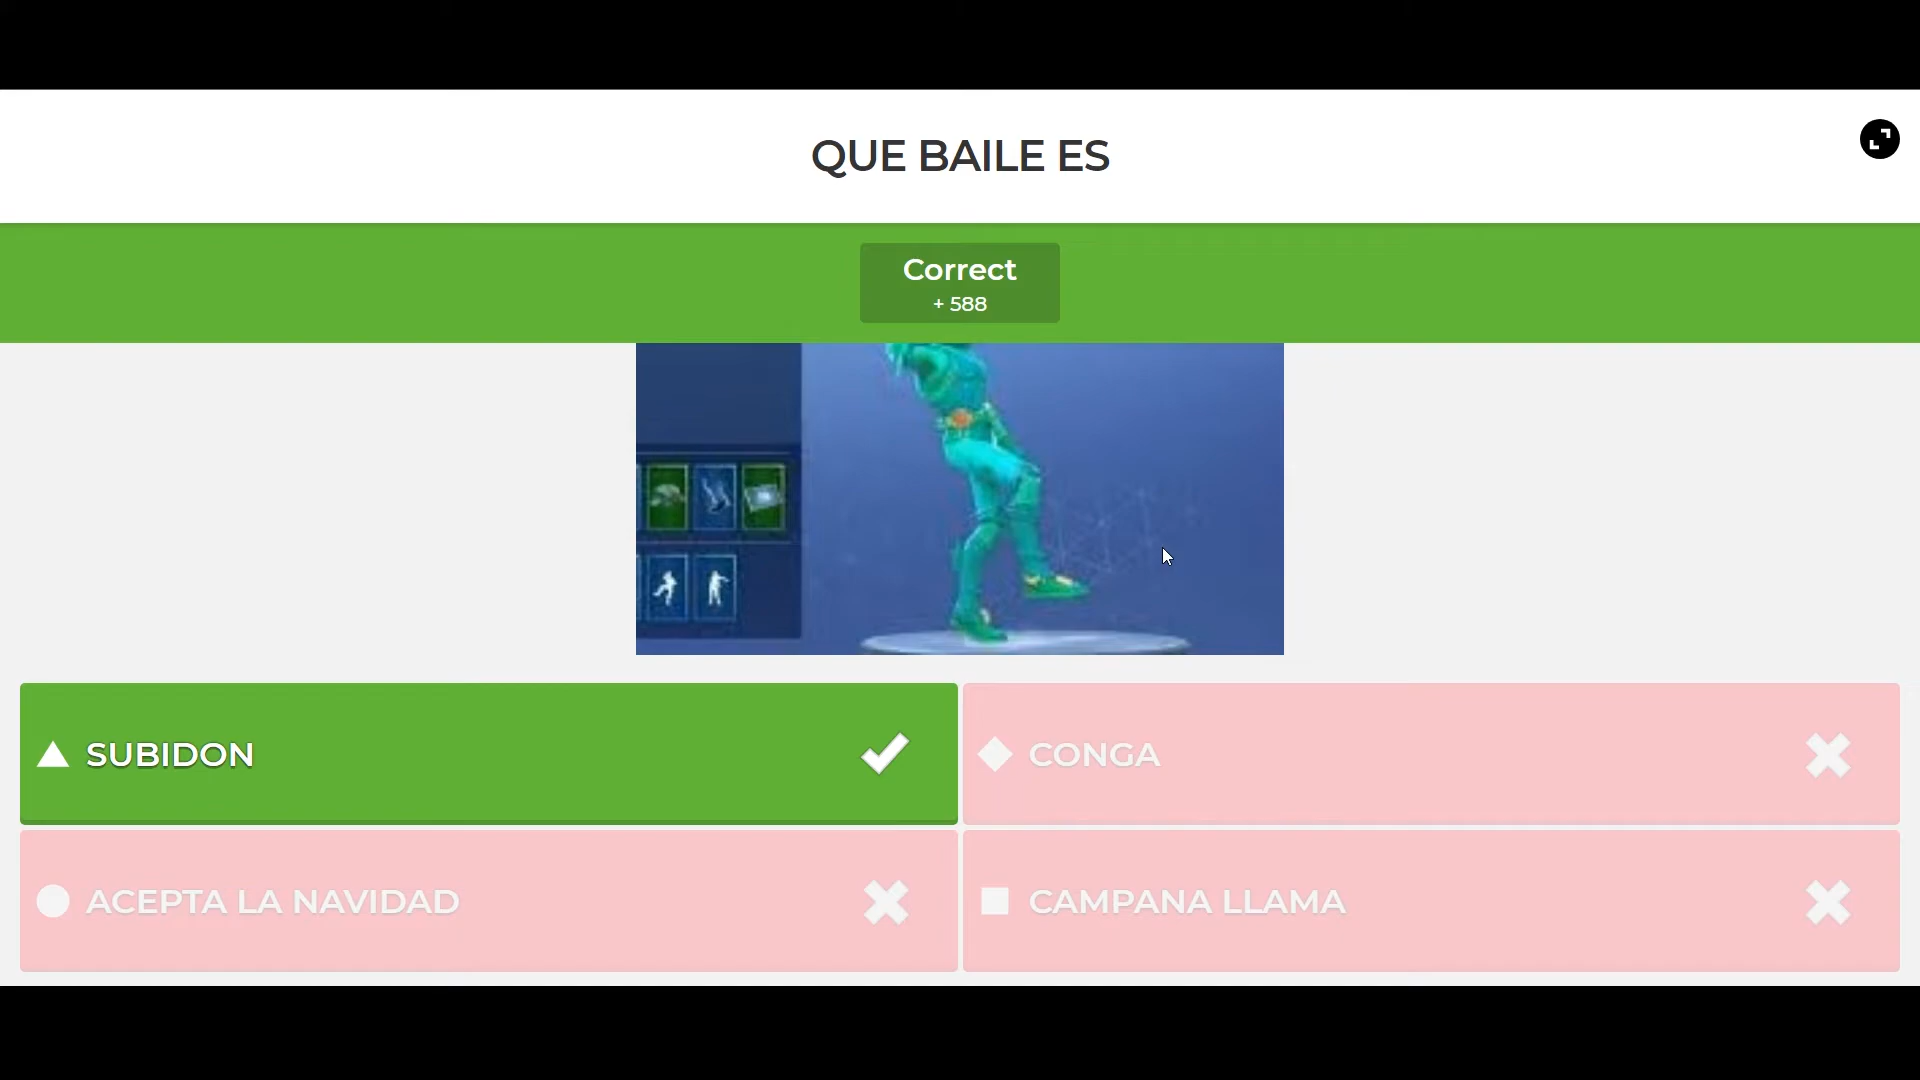 QUE BAILE ES
Correct
+ 588
SUBIDON
CONGA
ACEPTA LA NAVIDAD
CAMPANA LLAMA